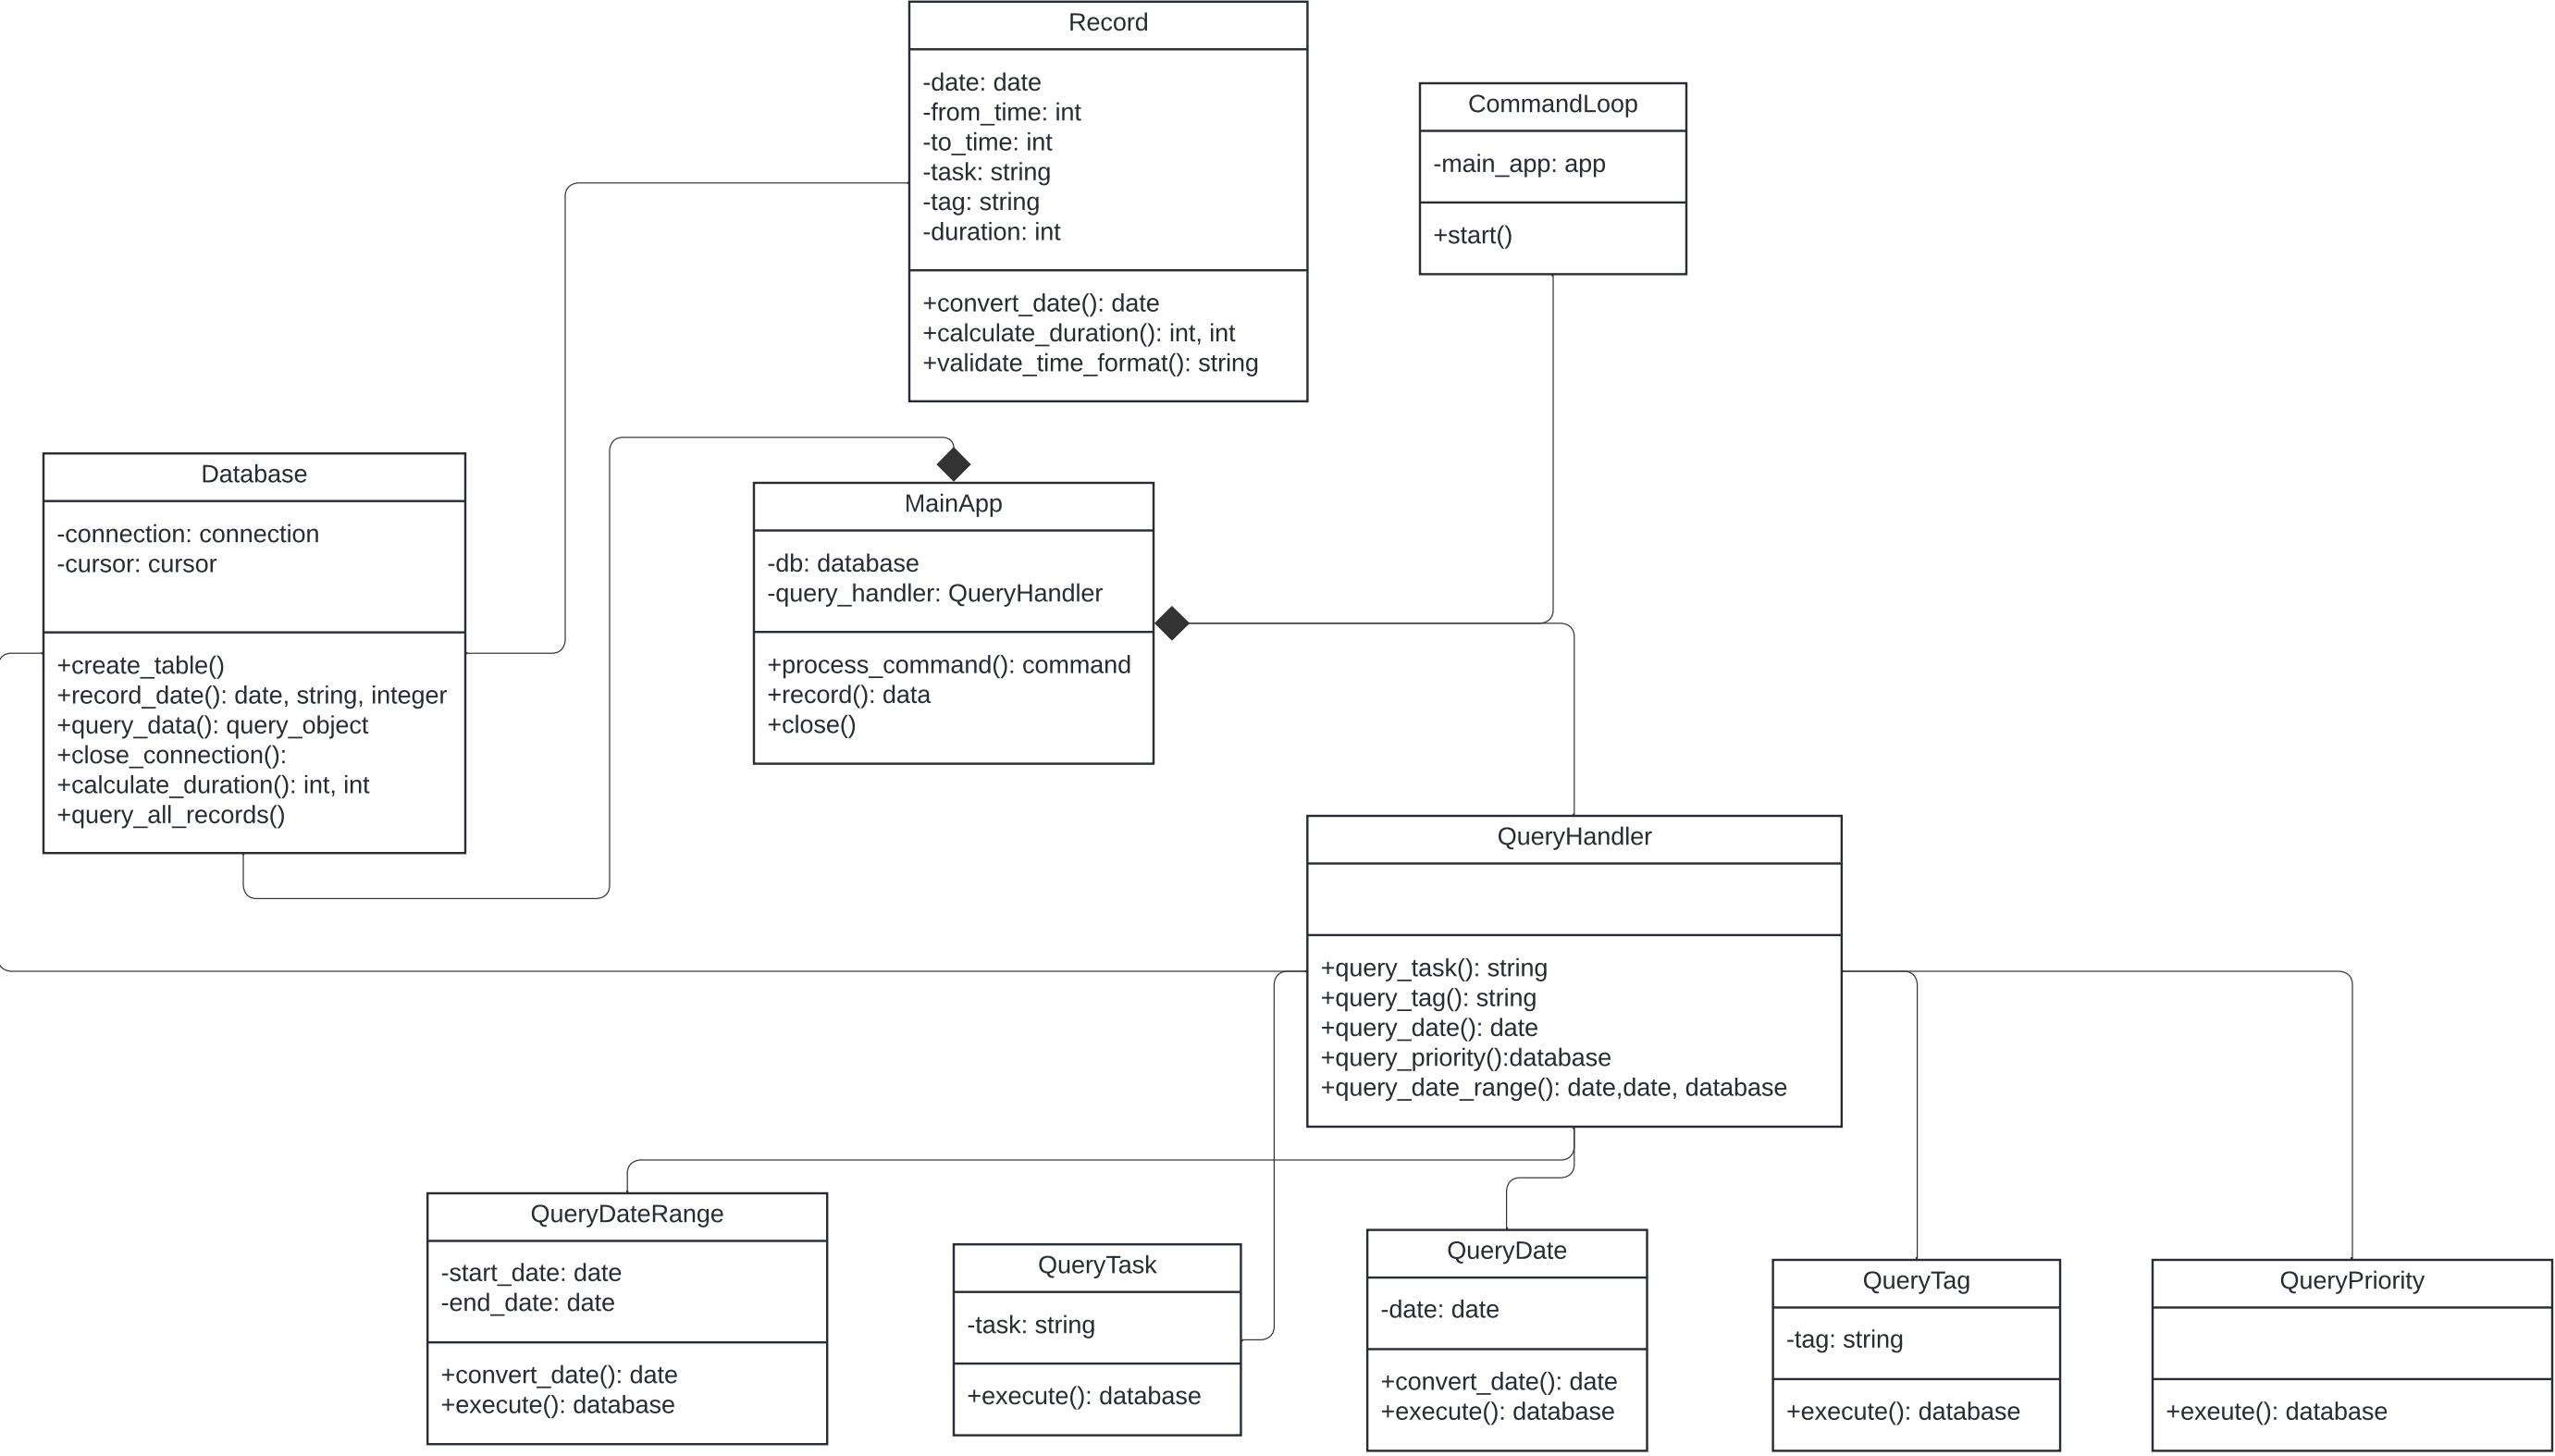 Record
-date: date
-from_time: int
-to_time: int
-task: string
-tag: string
-duration: int
+convert_date(): date
+calculate_duration(): int, int
+validate_time_format(): string
CommandLoop
-main_app: app
+start()
Database
-connection: connection
-cursor: cursor
+create_table()
+record_date(): date, string, integer
+query_data(): query_object
+close_connection():
+calculate_duration(): int, int
+query_all_records()
MainApp
-db: database
-query_handler: QueryHandler
+process_command(): command
+record(): data
+close()
QueryHandler
+query_task(): string
+query_tag(): string
+query_date(): date
+query_priority():database
+query_date_range(): date,date, database
QueryDateRange
-start_date: date
-end_date: date
+convert_date(): date
+execute(): database
QueryTask
-task: string
+execute(): database
QueryDate
-date: date
+convert_date(): date
+execute(): database
QueryTag
-tag: string
+execute(): database
QueryPriority
+exeute(): database